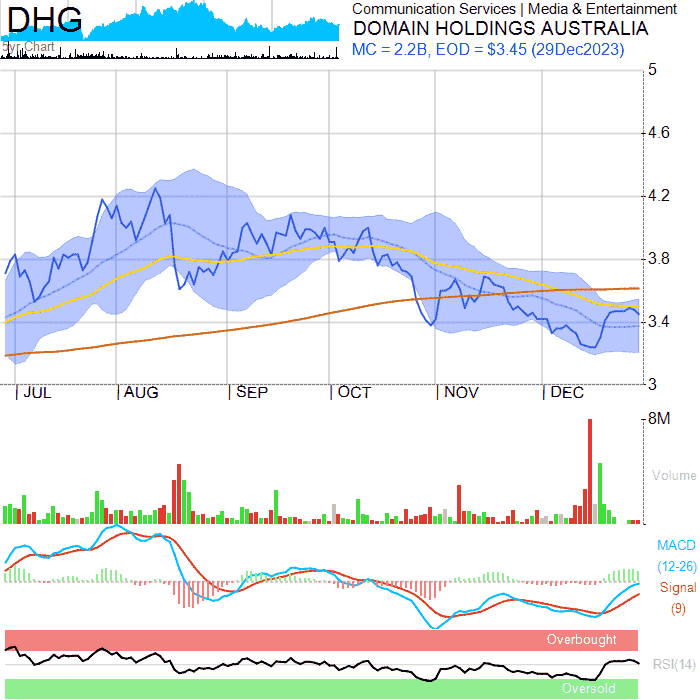 DHG
Communication Services | Media & Entertainment
DOMAIN HOLDINGS AUSTRALIA
MC = 2.2B, EOD = $3.45 (29Dec2023)
5yr Chart
5
4.6
4.2
3.8
3.4
3
JUL AUG SEP OCT NOV DEC
8M
Volume
MACD
(12-26)
Signal
(9)
Overbought
RSI(14)
Oversold